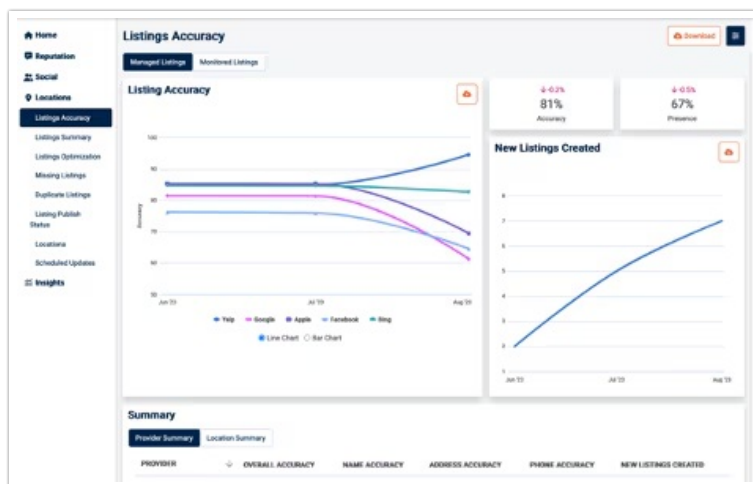 Home
Reputation
Social
Locations
Listings Accuracy
Listings Summary
Listings Optimization
Missing Listings
Duplicate Listings
Listing Publish
Status
Locations
Scheduled Updates
Insights
Listings Accuracy
Download
Managed Listings Monitored Listings
Listing Accuracy
100
90
80
70
60
50
Accuracy
Jun '23 Jul '23 Aug '23
Yelp Google Apple Facebook Bing
Line Chart Bar Chart
-0.2%
81%
Accuracy
-0.5%
67%
Presence
New Listings Created
8
7
6
5
4
3
2
1
Jun '23 Jul '23 Aug '23
Summary
Provider Summary Location Summary
PROVIDER OVERALL ACCURACY NAME ACCURACY ADDRESS ACCURACY PHONE ACCURACY NEW LISTINGS CREATED